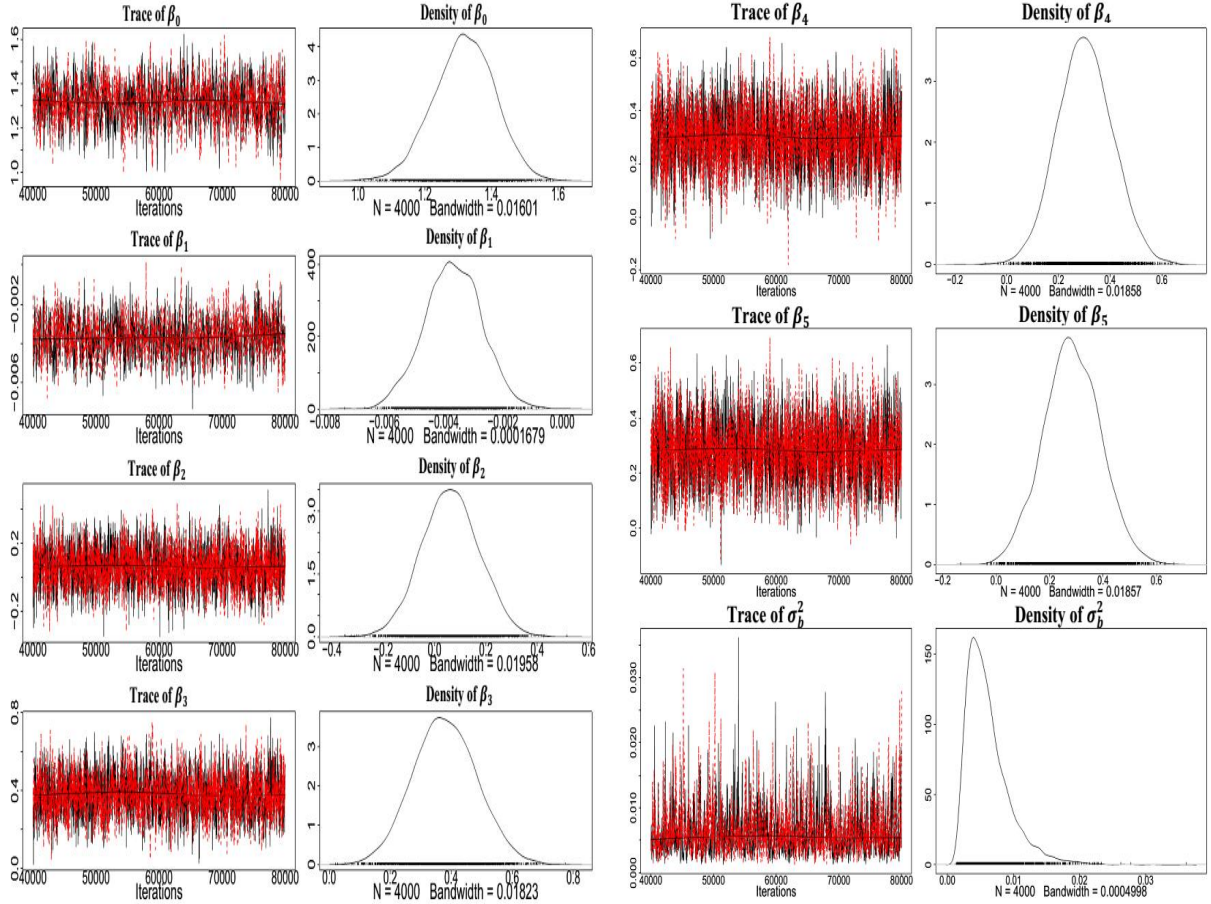 Trace of β₀
1.0 1.2 1.4 1.6
40000 50000 60000 70000 80000
Iterations
Density of β₀
0 1 2 3 4
1.0 1.2 1.4 1.6
N = 4000 Bandwidth = 0.01601
Trace of β₁
−0.006 −0.002
40000 50000 60000 70000 80000
Iterations
Density of β₁
0 200 400
−0.008 −0.006 −0.004 −0.002 0.000
N = 4000 Bandwidth = 0.0001679
Trace of β₂
−0.2 0.2
40000 50000 60000 70000 80000
Iterations
Density of β₂
0.0 1.5 3.0
−0.4 −0.2 0.0 0.2 0.4 0.6
N = 4000 Bandwidth = 0.01958
Trace of β₃
0.0 0.4 0.8
40000 50000 60000 70000 80000
Iterations
Density of β₃
0 1 2 3
0.0 0.2 0.4 0.6 0.8
N = 4000 Bandwidth = 0.01823
Trace of β₄
−0.2 0.0 0.2 0.4 0.6
40000 50000 60000 70000 80000
Iterations
Density of β₄
0 1 2 3
−0.2 0.0 0.2 0.4 0.6
N = 4000 Bandwidth = 0.01858
Trace of β₅
0.0 0.2 0.4 0.6
40000 50000 60000 70000 80000
Iterations
Density of β₅
0 1 2 3
−0.2 0.0 0.2 0.4 0.6
N = 4000 Bandwidth = 0.01857
Trace of σ²_b
0.000 0.005 0.010 0.015 0.020 0.030
40000 50000 60000 70000 80000
Iterations
Density of σ²_b
0 50 100 150
0.00 0.01 0.02 0.03
N = 4000 Bandwidth = 0.0004998